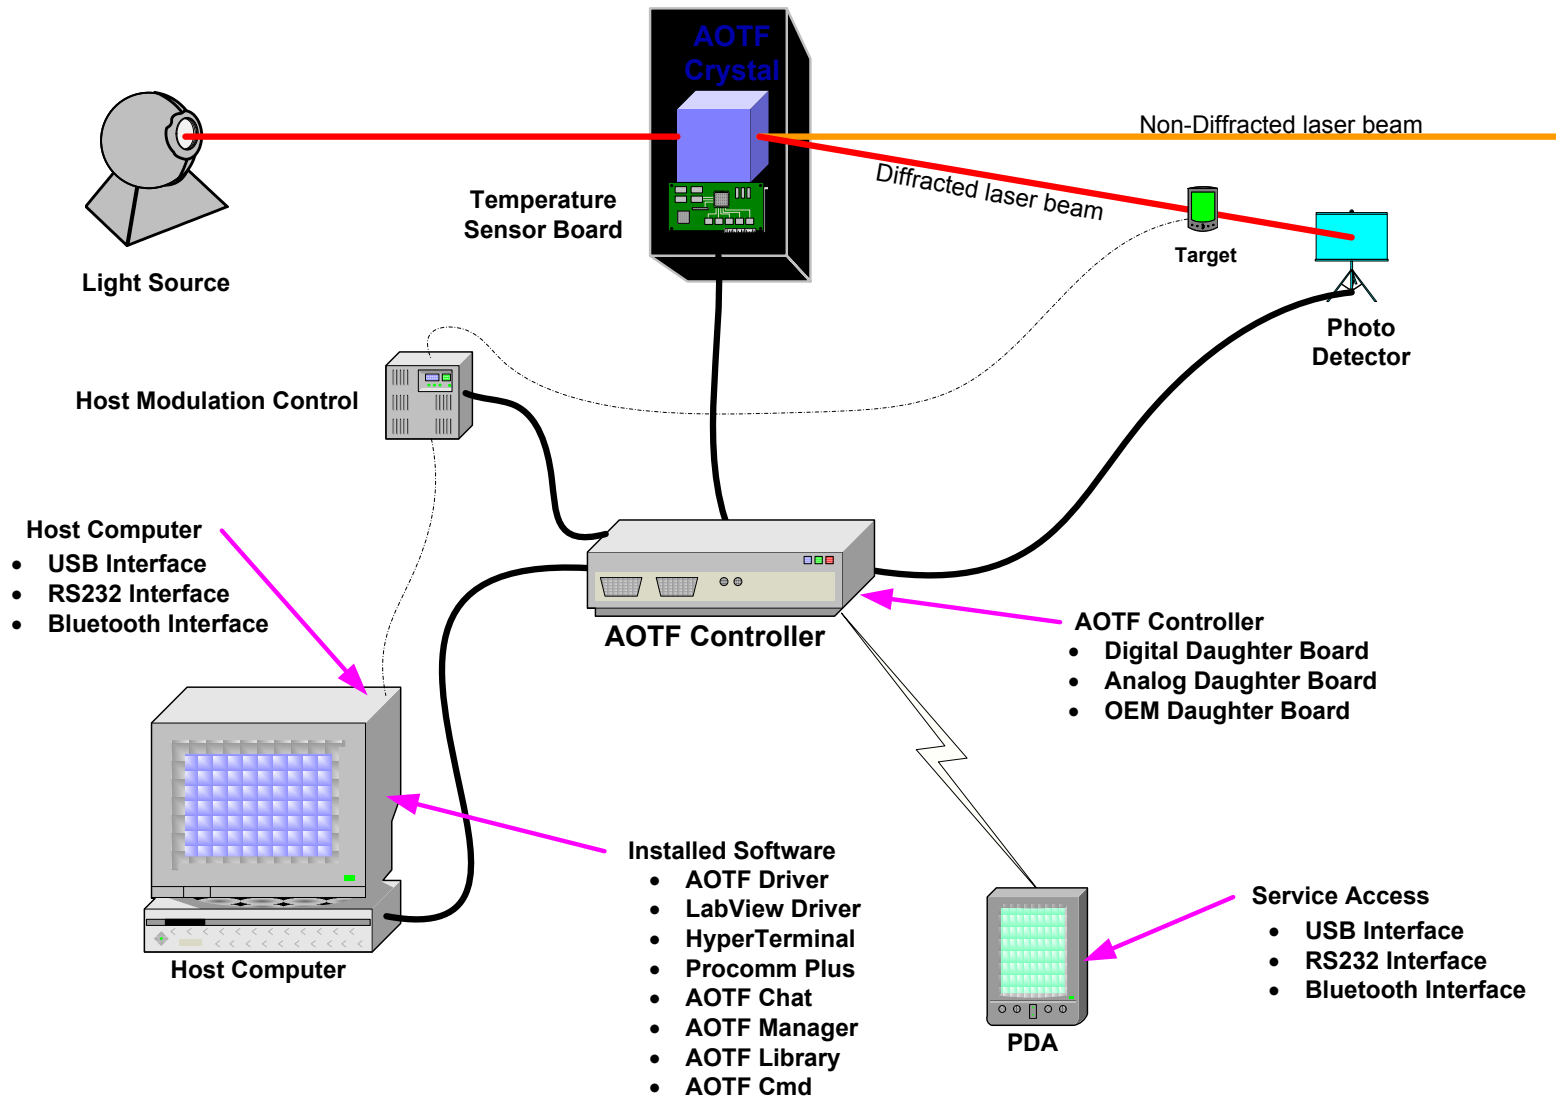 AOTF
Crystal
Non-Diffracted laser beam
Diffracted laser beam
Temperature
Sensor Board
Target
Light Source
Photo
Detector
Host Modulation Control
Host Computer
• USB Interface
• RS232 Interface
• Bluetooth Interface
AOTF Controller
AOTF Controller
• Digital Daughter Board
• Analog Daughter Board
• OEM Daughter Board
Installed Software
• AOTF Driver
• LabView Driver
• HyperTerminal
• Procomm Plus
• AOTF Chat
• AOTF Manager
• AOTF Library
• AOTF Cmd
Host Computer
Service Access
• USB Interface
• RS232 Interface
• Bluetooth Interface
PDA